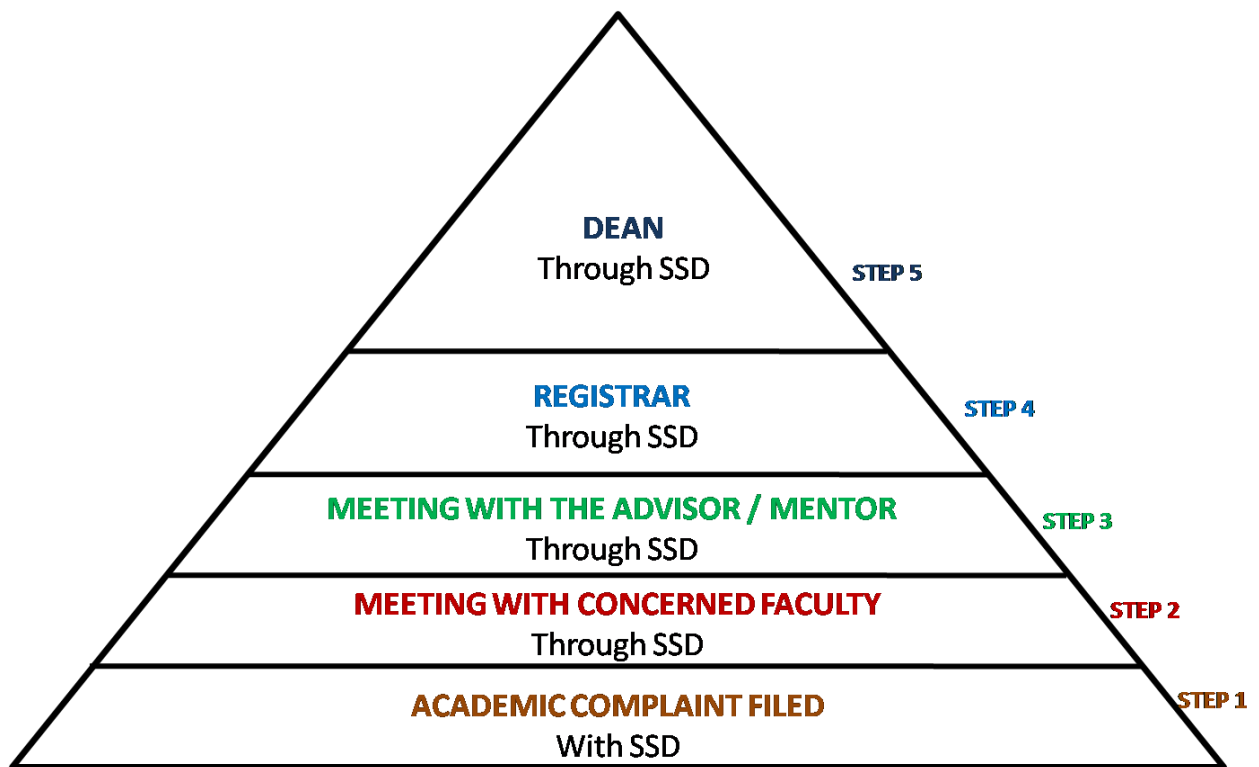 DEAN
Through SSD
STEP 5
REGISTRAR
Through SSD
STEP 4
MEETING WITH THE ADVISOR / MENTOR
Through SSD
STEP 3
MEETING WITH CONCERNED FACULTY
Through SSD
STEP 2
ACADEMIC COMPLAINT FILED
With SSD
STEP 1